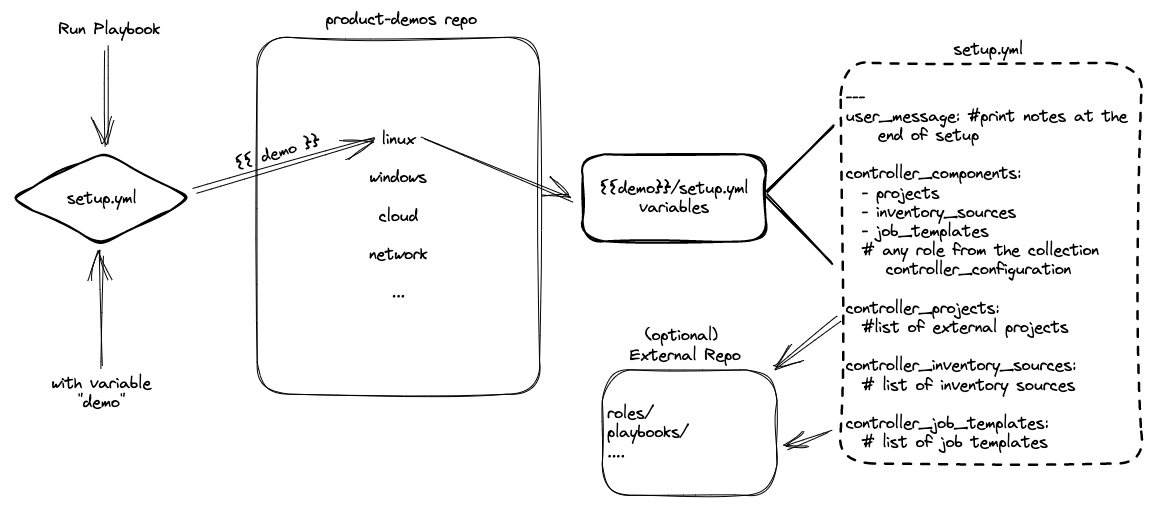 Run Playbook
setup.yml
with variable
"demo"
product-demos repo
{{ demo }}
linux
windows
cloud
network
...
{{demo}}/setup.yml
variables
(optional)
External Repo
roles/
playbooks/
....
setup.yml
---
user_message: #print notes at the
end of setup
controller_components:
- projects
- inventory_sources
- job_templates
# any role from the collection
controller_configuration
controller_projects:
#list of external projects
controller_inventory_sources:
# list of inventory sources
controller_job_templates:
# list of job templates